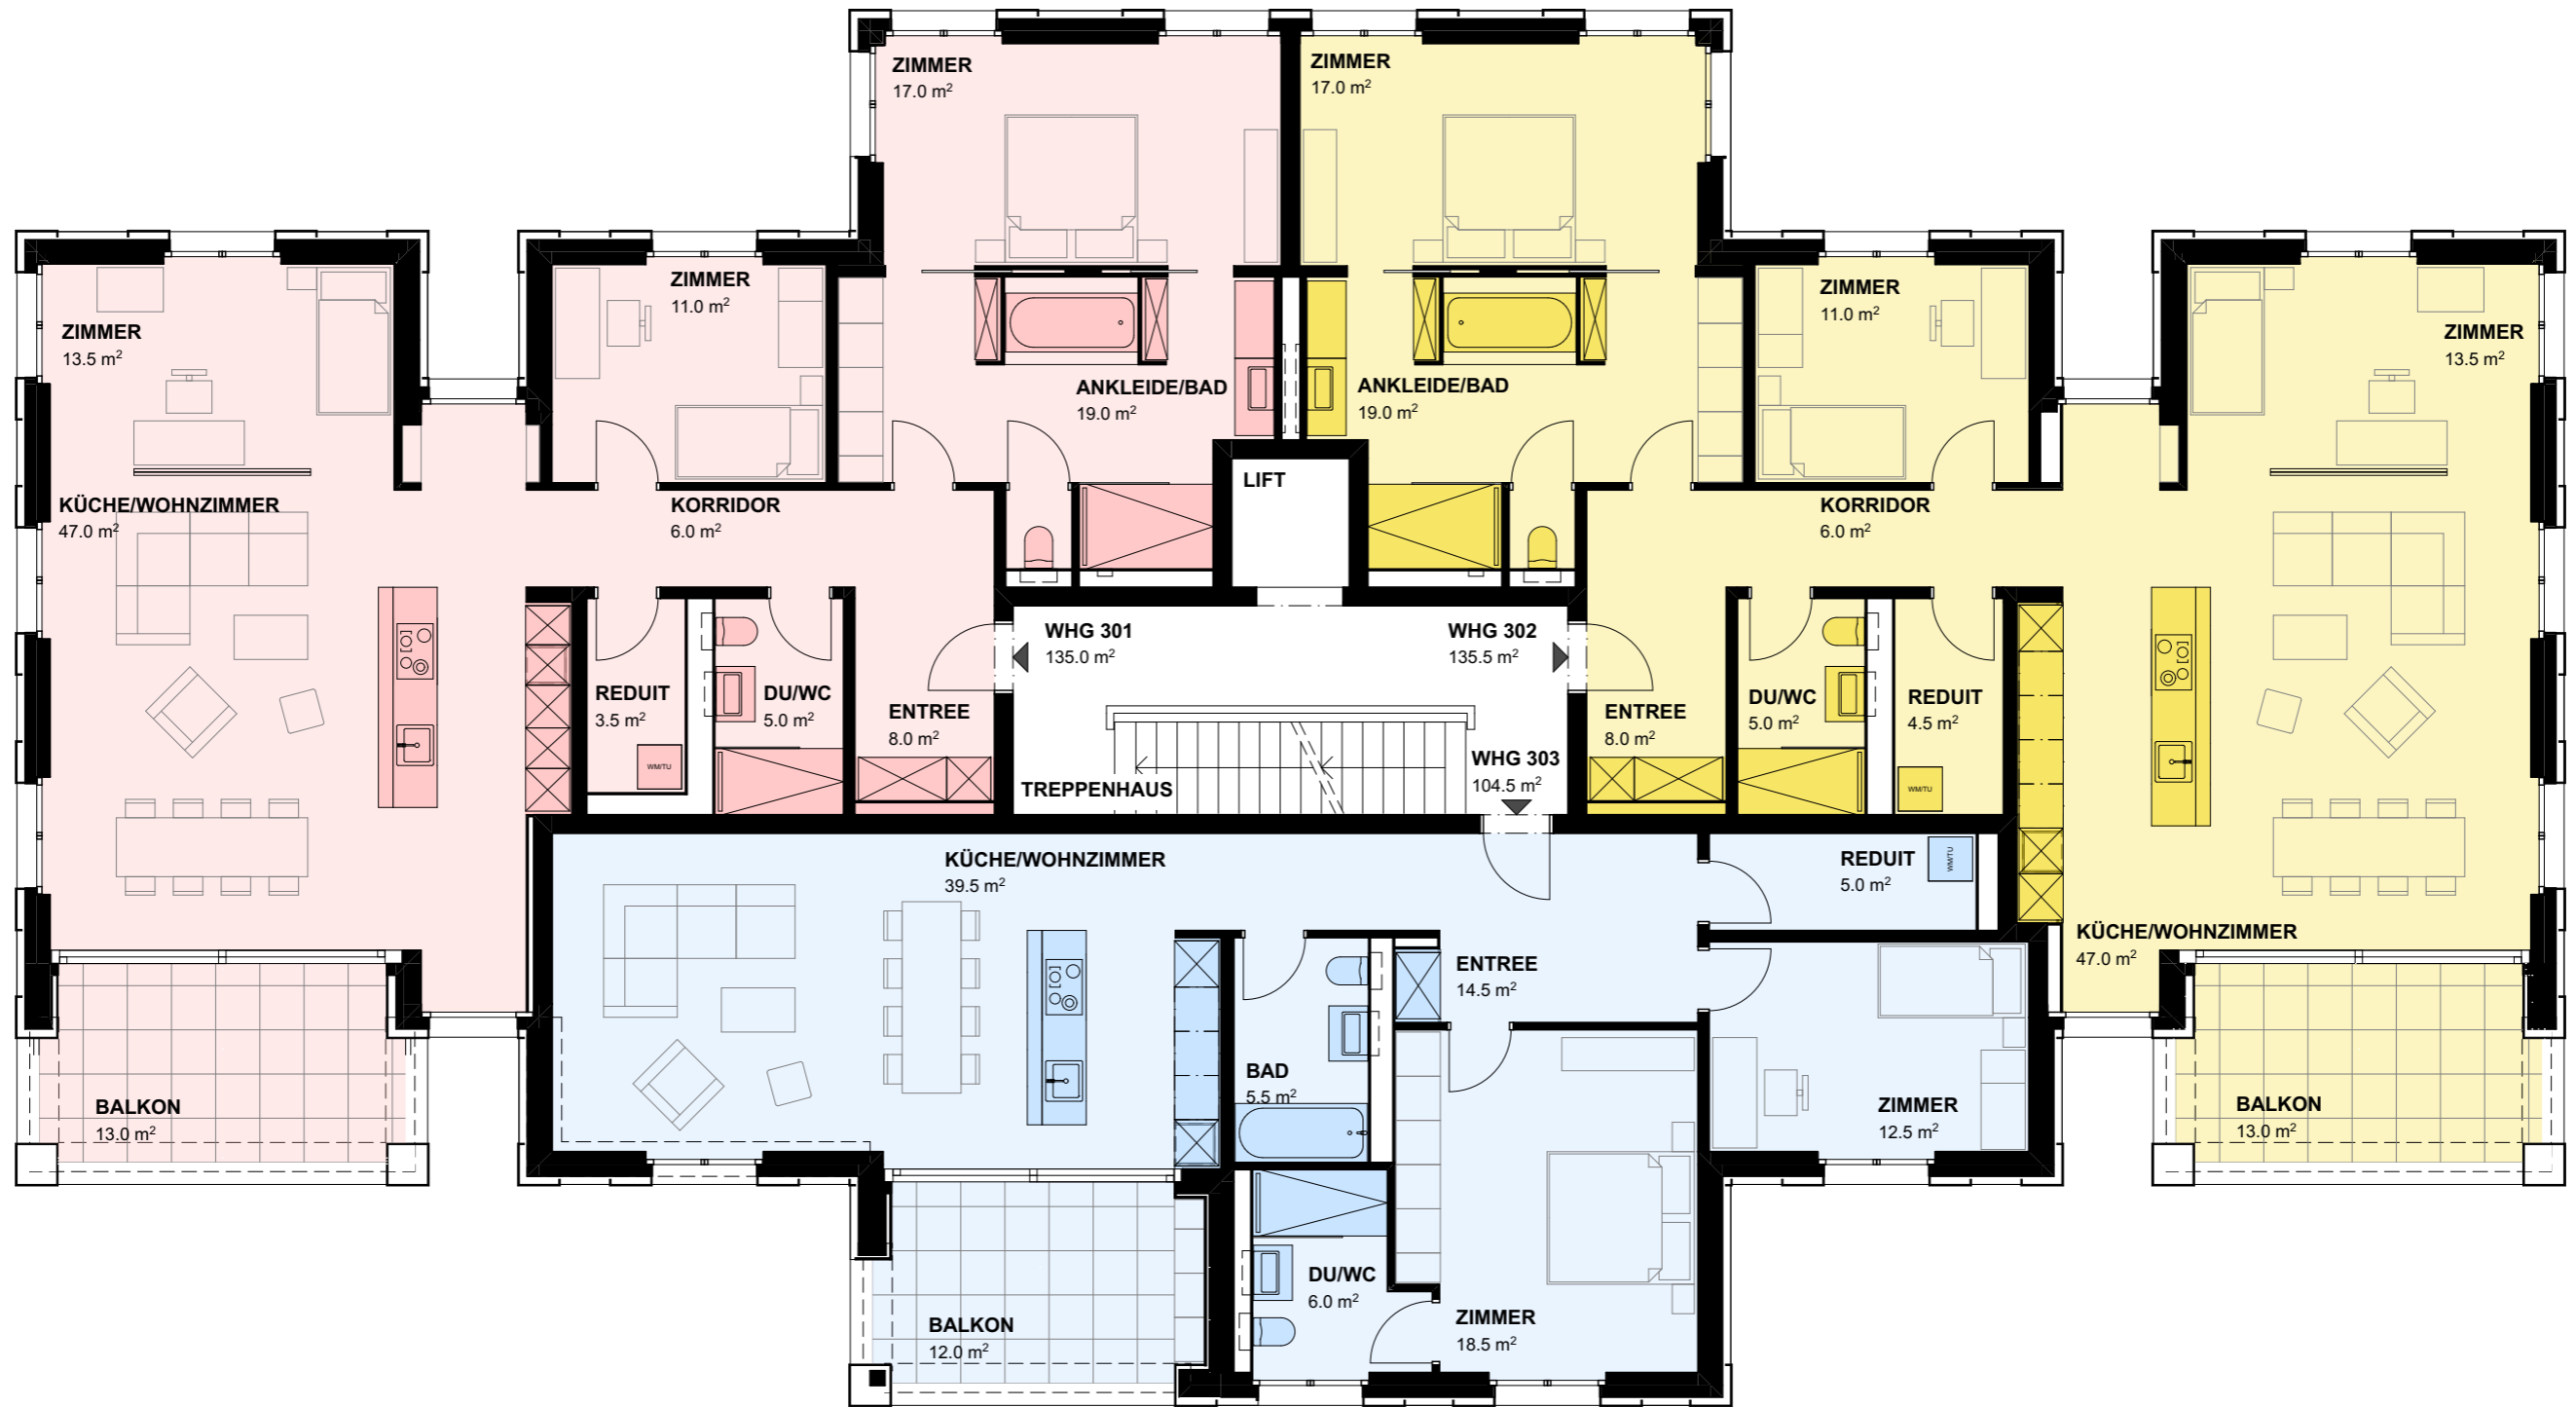 ZIMMER
17.0 m²
ZIMMER
17.0 m²
ZIMMER
13.5 m²
ZIMMER
11.0 m²
ANKLEIDE/BAD
19.0 m²
ANKLEIDE/BAD
19.0 m²
ZIMMER
11.0 m²
ZIMMER
13.5 m²
KÜCHE/WOHNZIMMER
47.0 m²
KORRIDOR
6.0 m²
LIFT
KORRIDOR
6.0 m²
WHG 301
135.0 m²
WHG 302
135.5 m²
REDUIT
3.5 m²
WM/TU
DU/WC
5.0 m²
ENTREE
8.0 m²
TREPPENHAUS
WHG 303
104.5 m²
ENTREE
8.0 m²
DU/WC
5.0 m²
REDUIT
4.5 m²
WM/TU
KÜCHE/WOHNZIMMER
39.5 m²
REDUIT
5.0 m²
WM/TU
KÜCHE/WOHNZIMMER
47.0 m²
ENTREE
14.5 m²
BALKON
13.0 m²
BAD
5.5 m²
ZIMMER
12.5 m²
BALKON
13.0 m²
BALKON
12.0 m²
DU/WC
6.0 m²
ZIMMER
18.5 m²